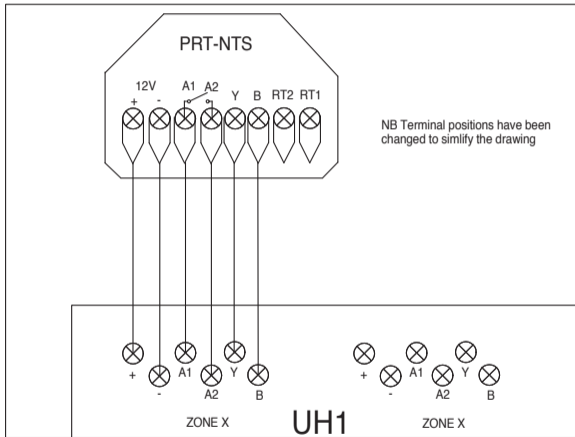 PRT-NTS
12V A1 A2 Y B RT2 RT1
+ -
NB Terminal positions have been
changed to simlify the drawing
+ A1 Y + A1 Y
- A2 B - A2 B
ZONE X UH1 ZONE X